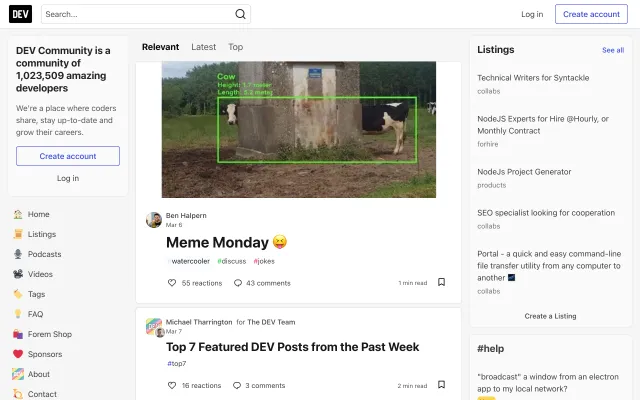 DEV
Search...
Log in
Create account
DEV Community is a
community of
1,023,509 amazing
developers
We're a place where coders
share, stay up-to-date and
grow their careers.
Create account
Log in
Home
Listings
Podcasts
Videos
Tags
FAQ
Forem Shop
Sponsors
About
Contact
Relevant
Latest
Top
Cow
Height: 1.7 meter
Length: 5.2 meter
Ben Halpern
Mar 6
Meme Monday
#watercooler #discuss #jokes
55 reactions
43 comments
1 min read
Michael Tharrington for The DEV Team
Mar 7
Top 7 Featured DEV Posts from the Past Week
#top7
16 reactions
3 comments
2 min read
Listings
See all
Technical Writers for Syntackle
collabs
NodeJS Experts for Hire @Hourly, or
Monthly Contract
forhire
NodeJs Project Generator
products
SEO specialist looking for cooperation
collabs
Portal - a quick and easy command-line
file transfer utility from any computer to
another
collabs
Create a Listing
#help
"broadcast" a window from an electron
app to my local network?